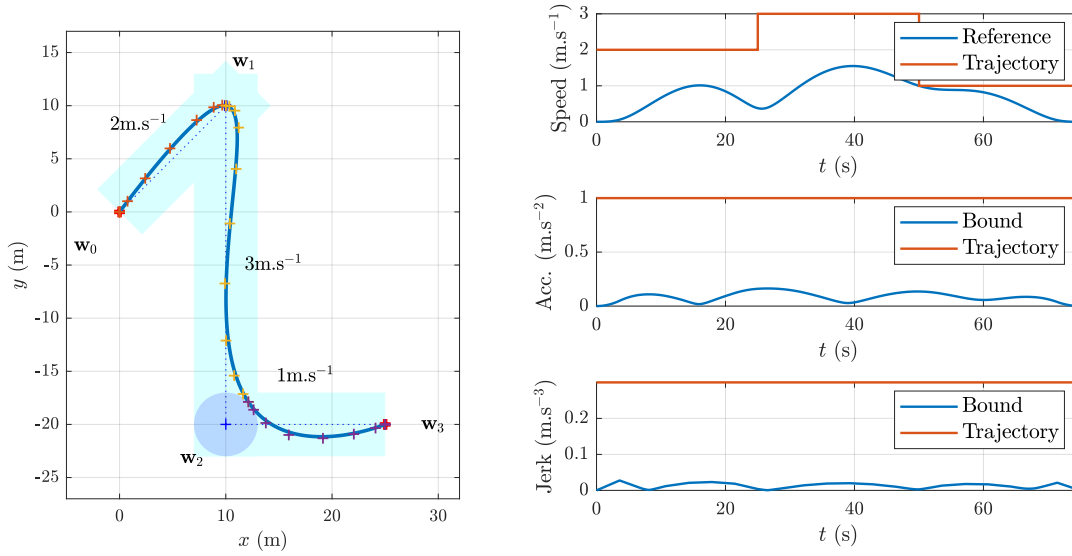 15
10
5
0
-5
-10
-15
-20
-25
y (m)
0
10
20
30
x (m)
w₀
w₁
w₂
w₃
2m.s⁻¹
3m.s⁻¹
1m.s⁻¹
3
2
1
0
Speed (m.s⁻¹)
Reference
Trajectory
0
20
40
60
t (s)
1
0.5
0
Acc. (m.s⁻²)
Bound
Trajectory
0
20
40
60
t (s)
0.2
0.1
0
Jerk (m.s⁻³)
Bound
Trajectory
0
20
40
60
t (s)